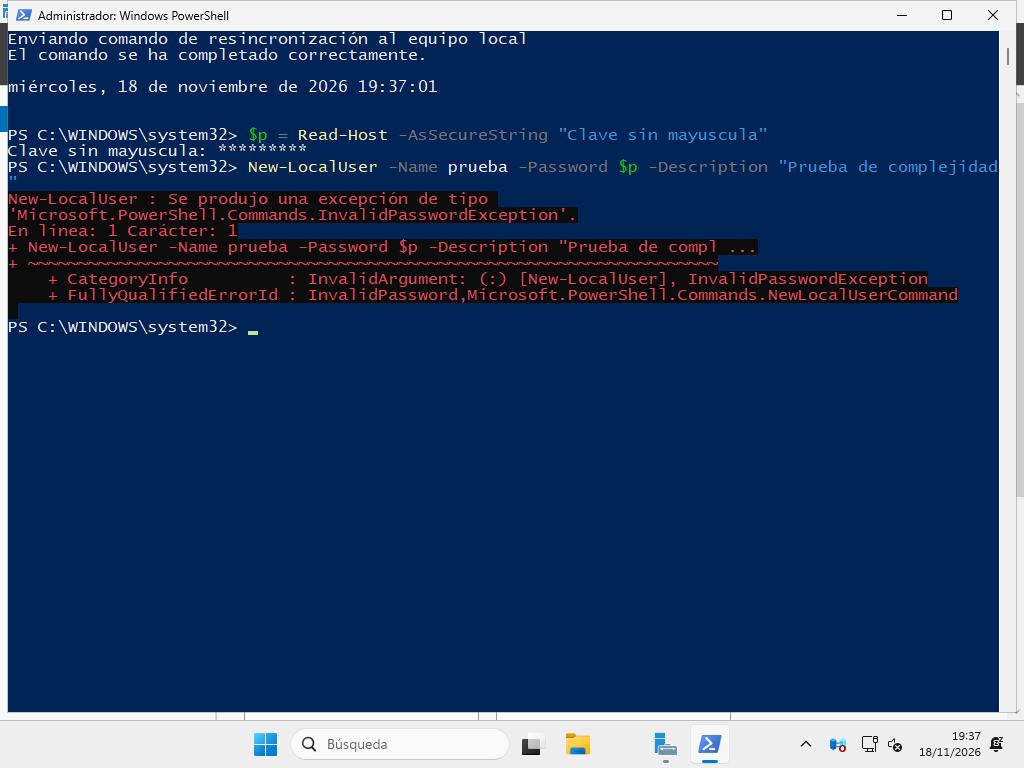 Administrador: Windows PowerShell
Enviando comando de resincronización al equipo local
El comando se ha completado correctamente.
miércoles, 18 de noviembre de 2026 19:37:01
PS C:\WINDOWS\system32> $p = Read-Host -AsSecureString "Clave sin mayuscula"
Clave sin mayuscula: *********
PS C:\WINDOWS\system32> New-LocalUser -Name prueba -Password $p -Description "Prueba de complejidad
"
New-LocalUser : Se produjo una excepción de tipo
'Microsoft.PowerShell.Commands.InvalidPasswordException'.
En línea: 1 Carácter: 1
+ New-LocalUser -Name prueba -Password $p -Description "Prueba de compl ...
+ ~~~~~~~~~~~~~~~~~~~~~~~~~~~~~~~~~~~~~~~~~~~~~~~~~~~~~~~~~~~~~~~~~~~~~
+ CategoryInfo : InvalidArgument: (:) [New-LocalUser], InvalidPasswordException
+ FullyQualifiedErrorId : InvalidPassword,Microsoft.PowerShell.Commands.NewLocalUserCommand
PS C:\WINDOWS\system32>
Búsqueda
19:37
18/11/2026